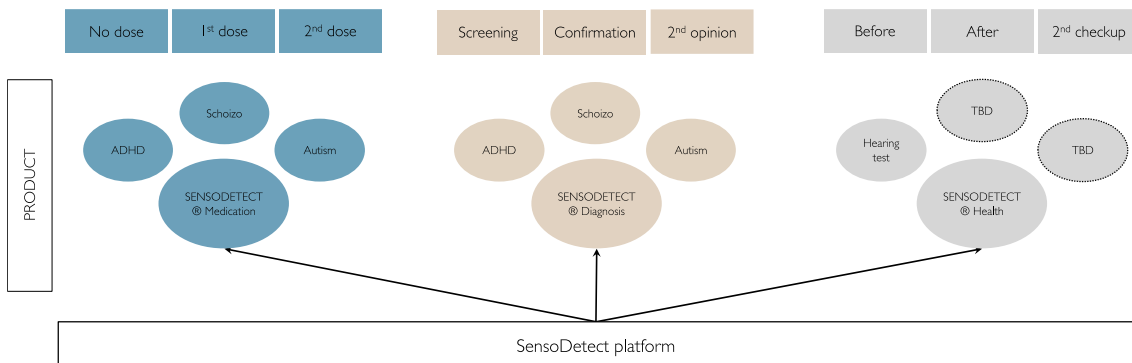 No dose
1st dose
2nd dose
Screening
Confirmation
2nd opinion
Before
After
2nd checkup
PRODUCT
Schoizo
ADHD
Autism
SENSODETECT
® Medication
Schoizo
ADHD
Autism
SENSODETECT
® Diagnosis
TBD
Hearing
test
TBD
SENSODETECT
® Health
SensoDetect platform